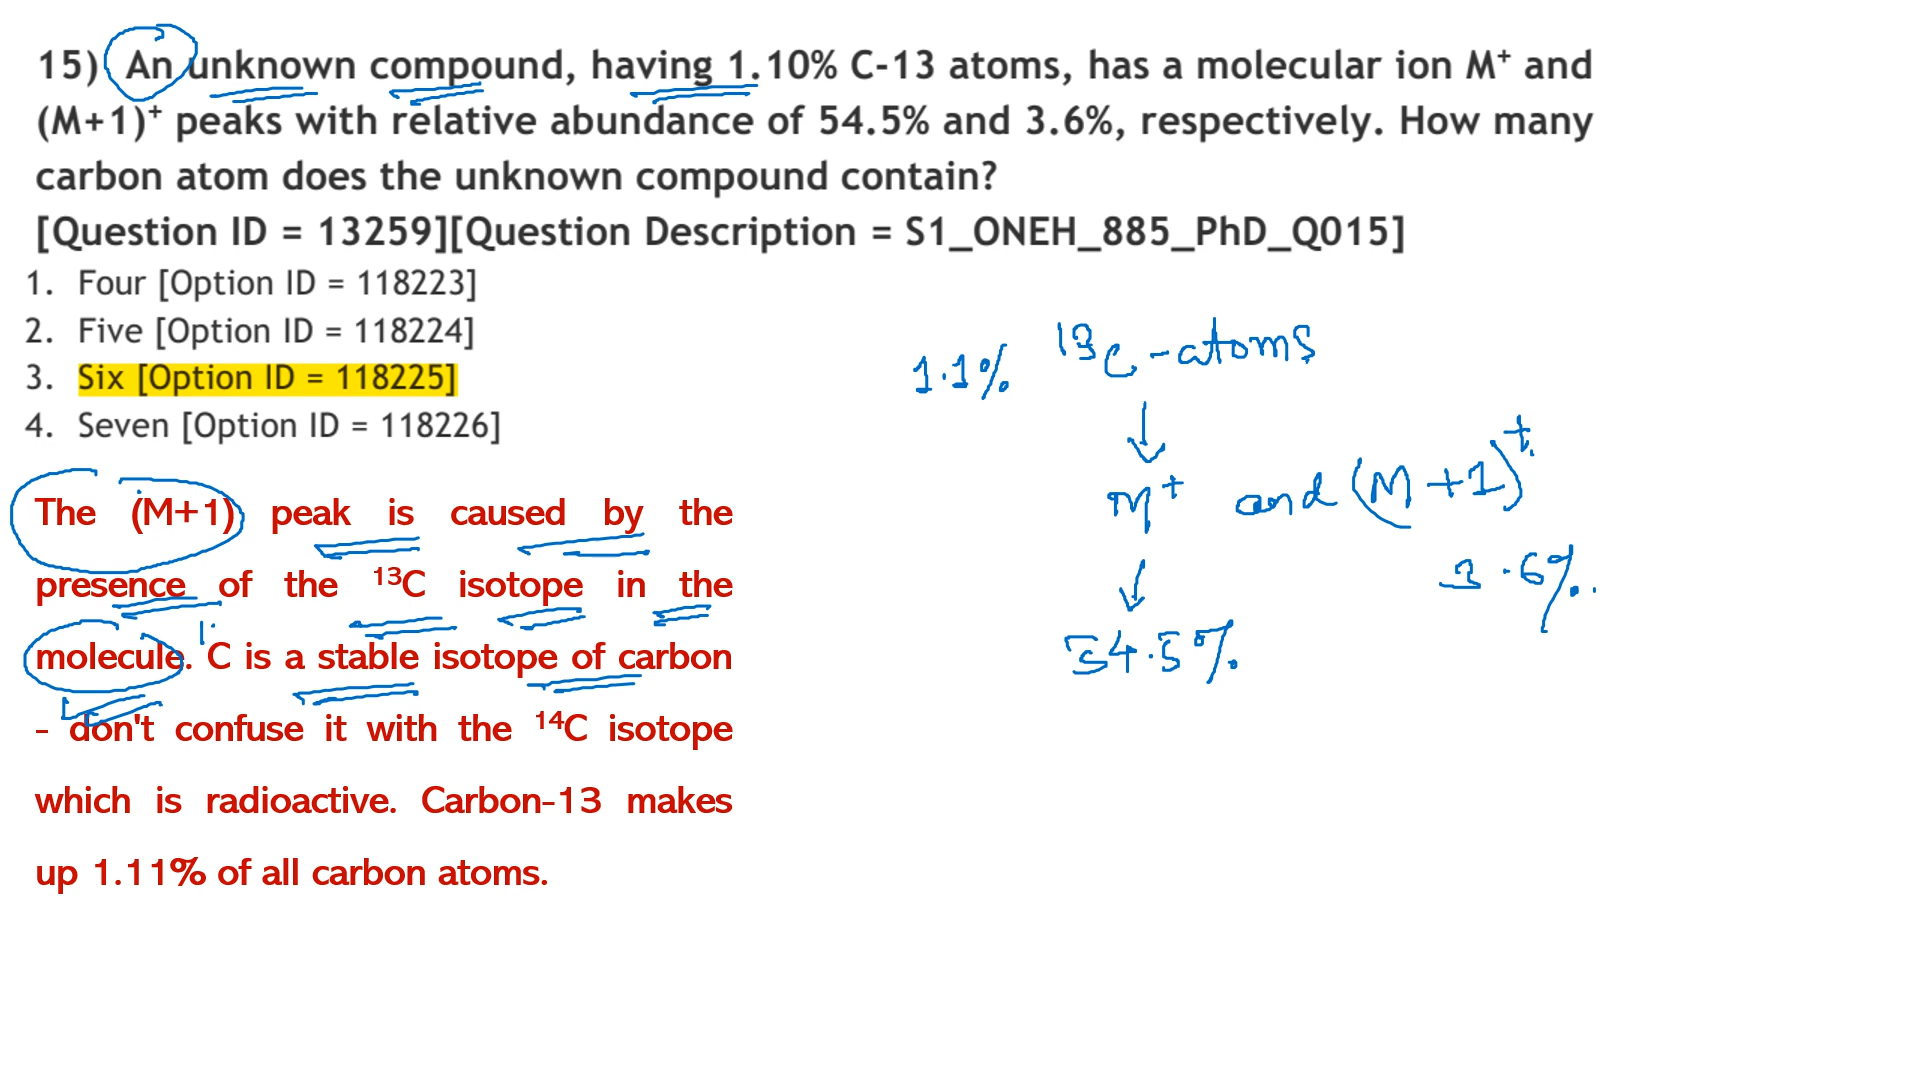 15) An unknown compound, having 1.10% C-13 atoms, has a molecular ion M⁺ and
(M+1)⁺ peaks with relative abundance of 54.5% and 3.6%, respectively. How many
carbon atom does the unknown compound contain?
[Question ID = 13259][Question Description = S1_ONEH_885_PhD_Q015]
1. Four [Option ID = 118223]
2. Five [Option ID = 118224]
3. Six [Option ID = 118225]
4. Seven [Option ID = 118226]
The (M+1) peak is caused by the
presence of the ¹³C isotope in the
molecule. C is a stable isotope of carbon
- don't confuse it with the ¹⁴C isotope
which is radioactive. Carbon-13 makes
up 1.11% of all carbon atoms.
1.1% ¹³C-atoms
M⁺ and (M+1)⁺
3.6%.
54.5%